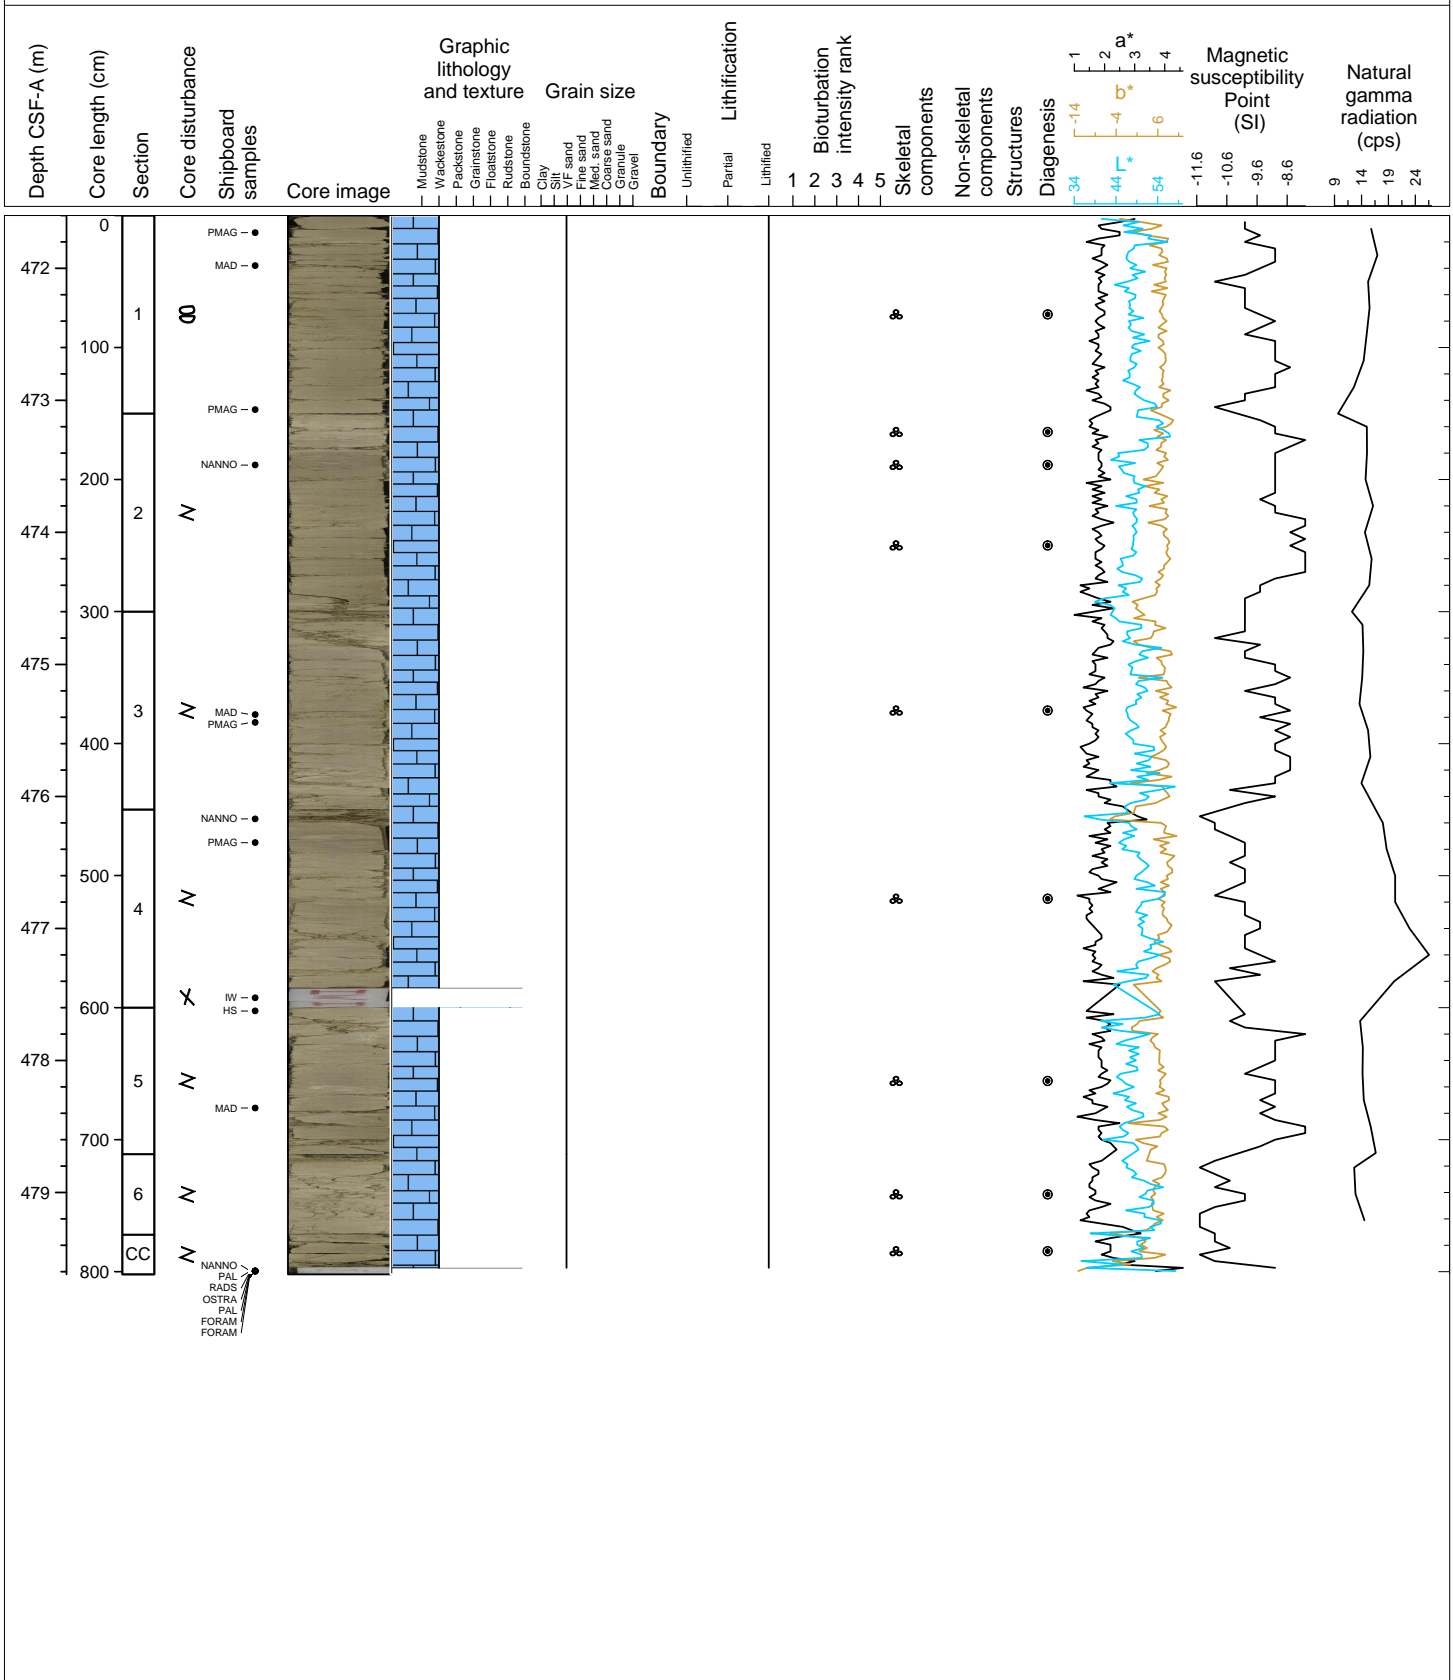 Depth CSF-A (m)
Core length (cm)
Section
Core disturbance
Shipboard
samples
Core image
Graphic
lithology
and texture
Mudstone
Wackestone
Packstone
Grainstone
Floatstone
Rudstone
Boundstone
Grain size
Clay
Silt
VF sand
Fine sand
Med. sand
Coarse sand
Granule
Gravel
Boundary
Lithification
Unlithified
Partial
Lithified
Bioturbation
intensity rank
1 2 3 4 5
Skeletal
components
Non-skeletal
components
Structures
Diagenesis
a*
1 2 3 4
b*
-14 -4 6
L*
34 44 54
Magnetic
susceptibility
Point
(SI)
-11.6 -10.6 -9.6 -8.6
Natural
gamma
radiation
(cps)
9 14 19 24
0
PMAG
MAD
472
1
100
473
PMAG
NANNO
200
2
474
300
475
3
MAD
PMAG
400
476
NANNO
PMAG
500
4
477
IW
600
HS
478
5
MAD
700
479
6
CC
NANNO
800
PAL
RADS
OSTRA
PAL
FORAM
FORAM